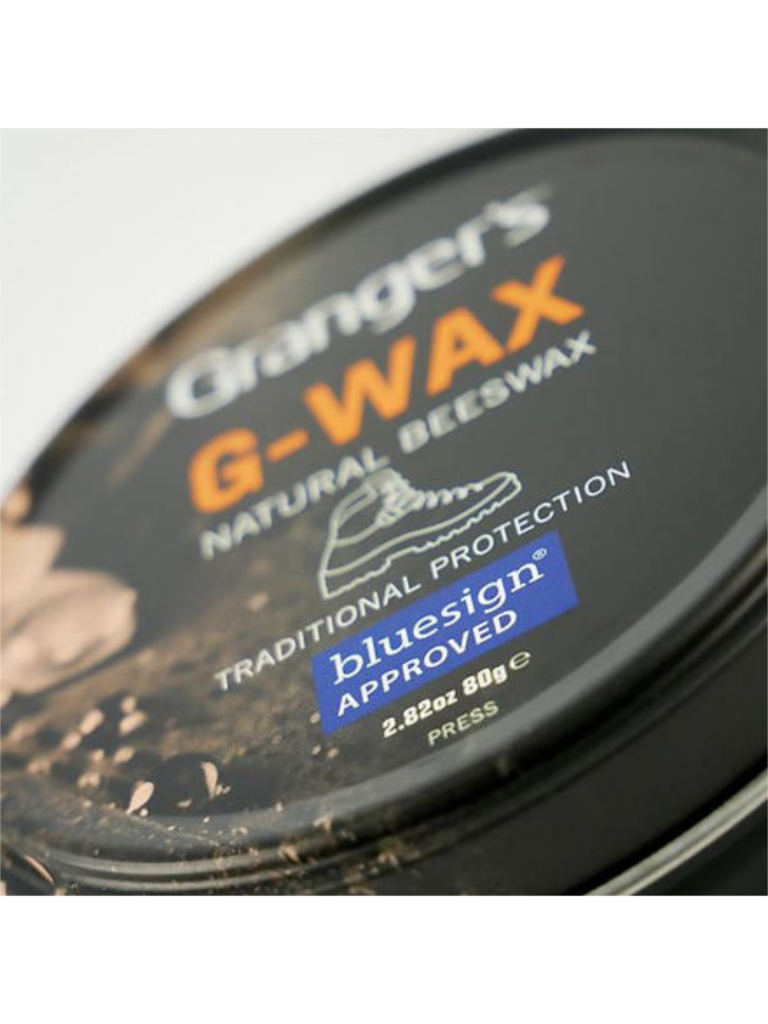 Granger's
G-WAX
NATURAL BEESWAX
TRADITIONAL PROTECTION
bluesign®
APPROVED
2.82oz 80g ℮
PRESS